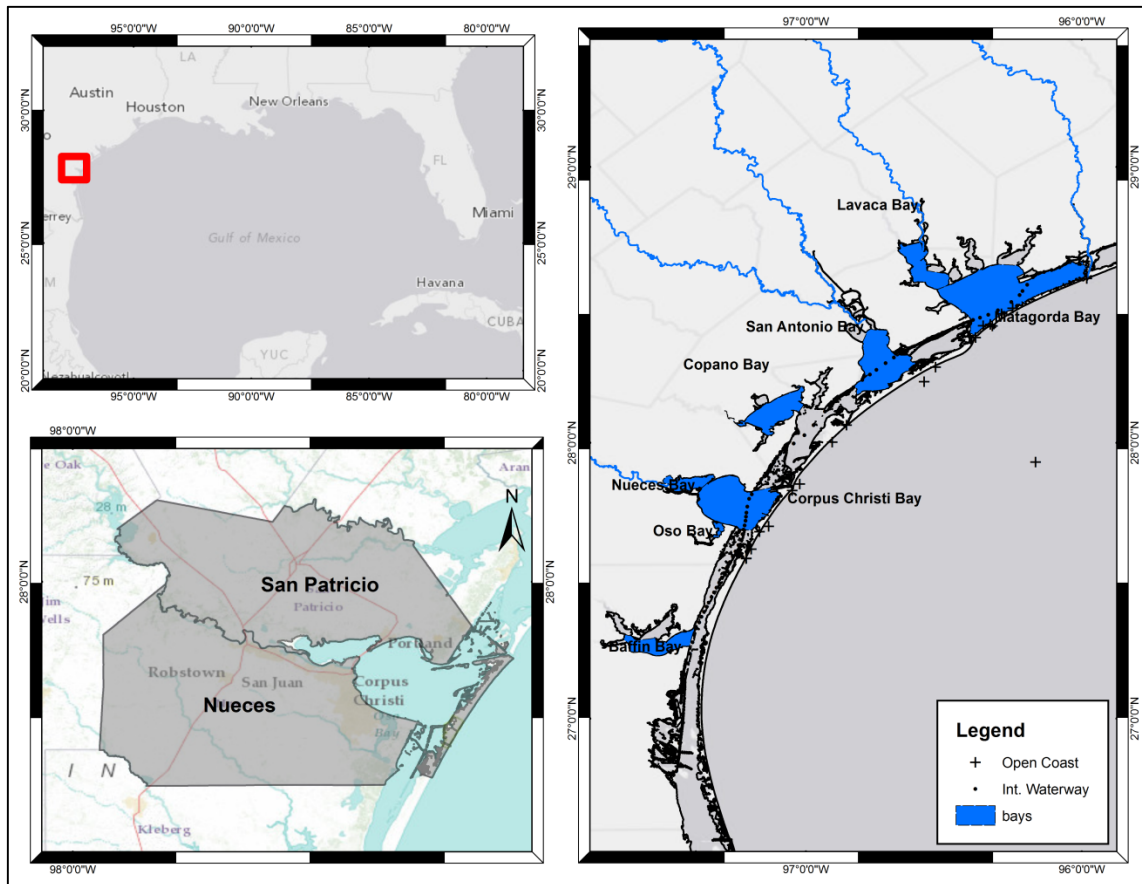 95°0'0"W
90°0'0"W
85°0'0"W
80°0'0"W
LA
Austin
Houston
New Orleans
30°0'0"N
30°0'0"N
FL
Miami
Gulf of Mexico
25°0'0"N
25°0'0"N
Havana
CUBA
YUC
20°0'0"N
20°0'0"N
95°0'0"W
90°0'0"W
85°0'0"W
80°0'0"W
98°0'0"W
Oak
Aran
28 m
N
75 m
28°0'0"N
28°0'0"N
San Patricio
Patricio
Portland
Robstown
San Juan
Corpus
Christi
Nueces
Bay
I N
Kleberg
98°0'0"W
97°0'0"W
96°0'0"W
29°0'0"N
29°0'0"N
Lavaca Bay
San Antonio Bay
Matagorda Bay
Copano Bay
28°0'0"N
28°0'0"N
Nueces Bay
Corpus Christi Bay
Oso Bay
Baffin Bay
27°0'0"N
27°0'0"N
Legend
Open Coast
Int. Waterway
bays
97°0'0"W
96°0'0"W